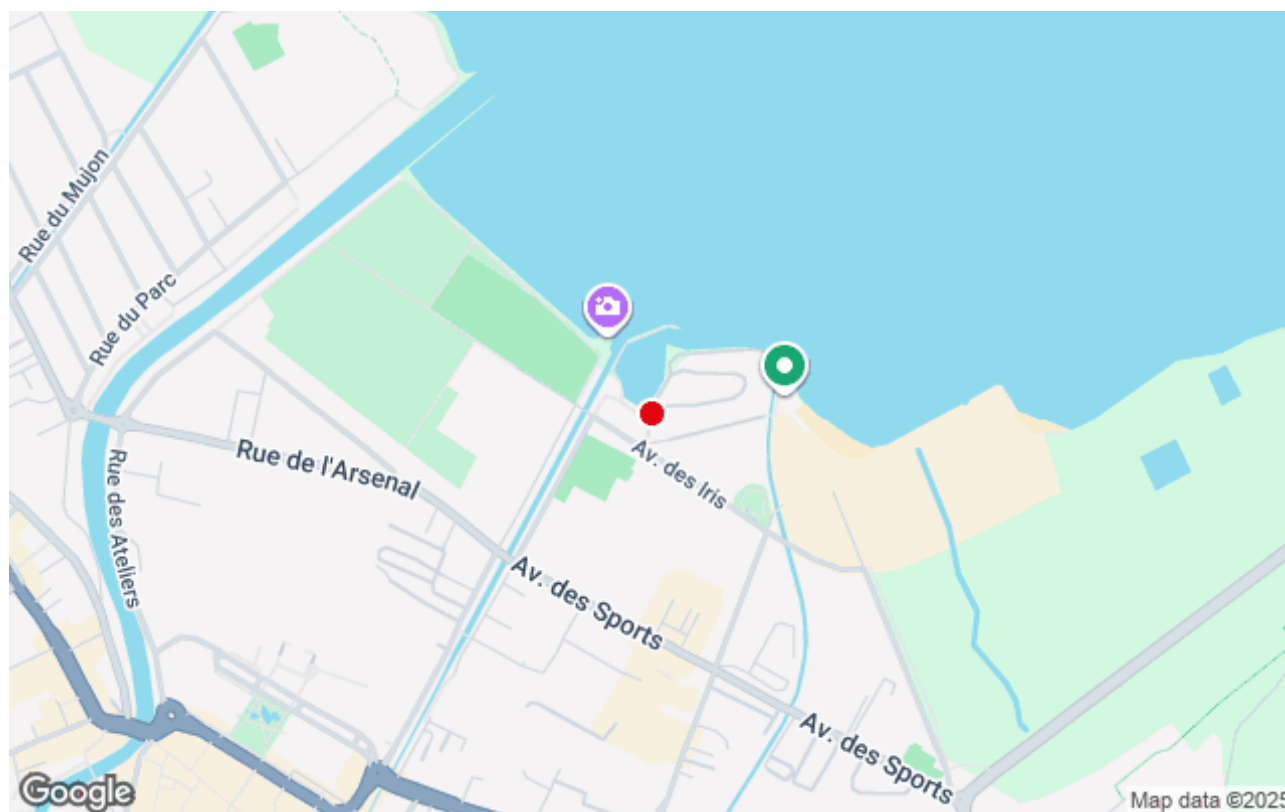 Rue du Mujon
Rue du Parc
Rue de l'Arsenal
Rue des Ateliers
Av. des Iris
Av. des Sports
Av. des Sports
Google
Map data ©2025